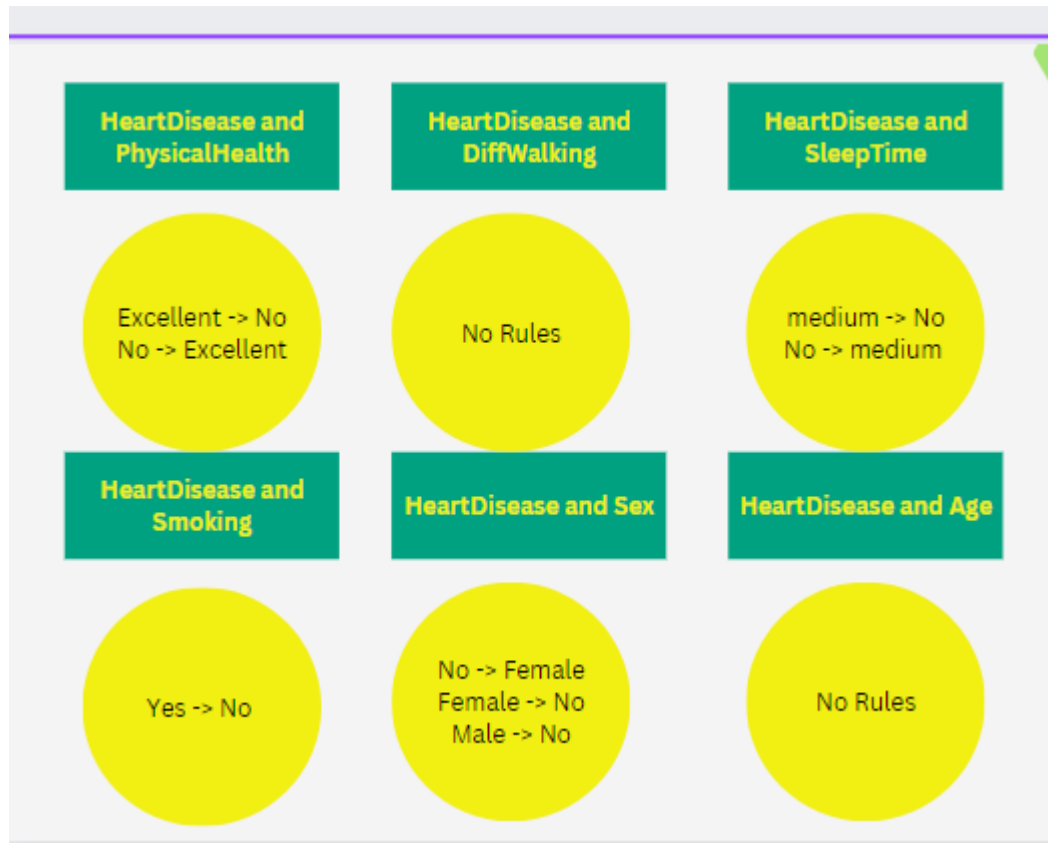 HeartDisease and
PhysicalHealth
HeartDisease and
DiffWalking
HeartDisease and
SleepTime
Excellent -> No
No -> Excellent
No Rules
medium -> No
No -> medium
HeartDisease and
Smoking
HeartDisease and Sex
HeartDisease and Age
Yes -> No
No -> Female
Female -> No
Male -> No
No Rules